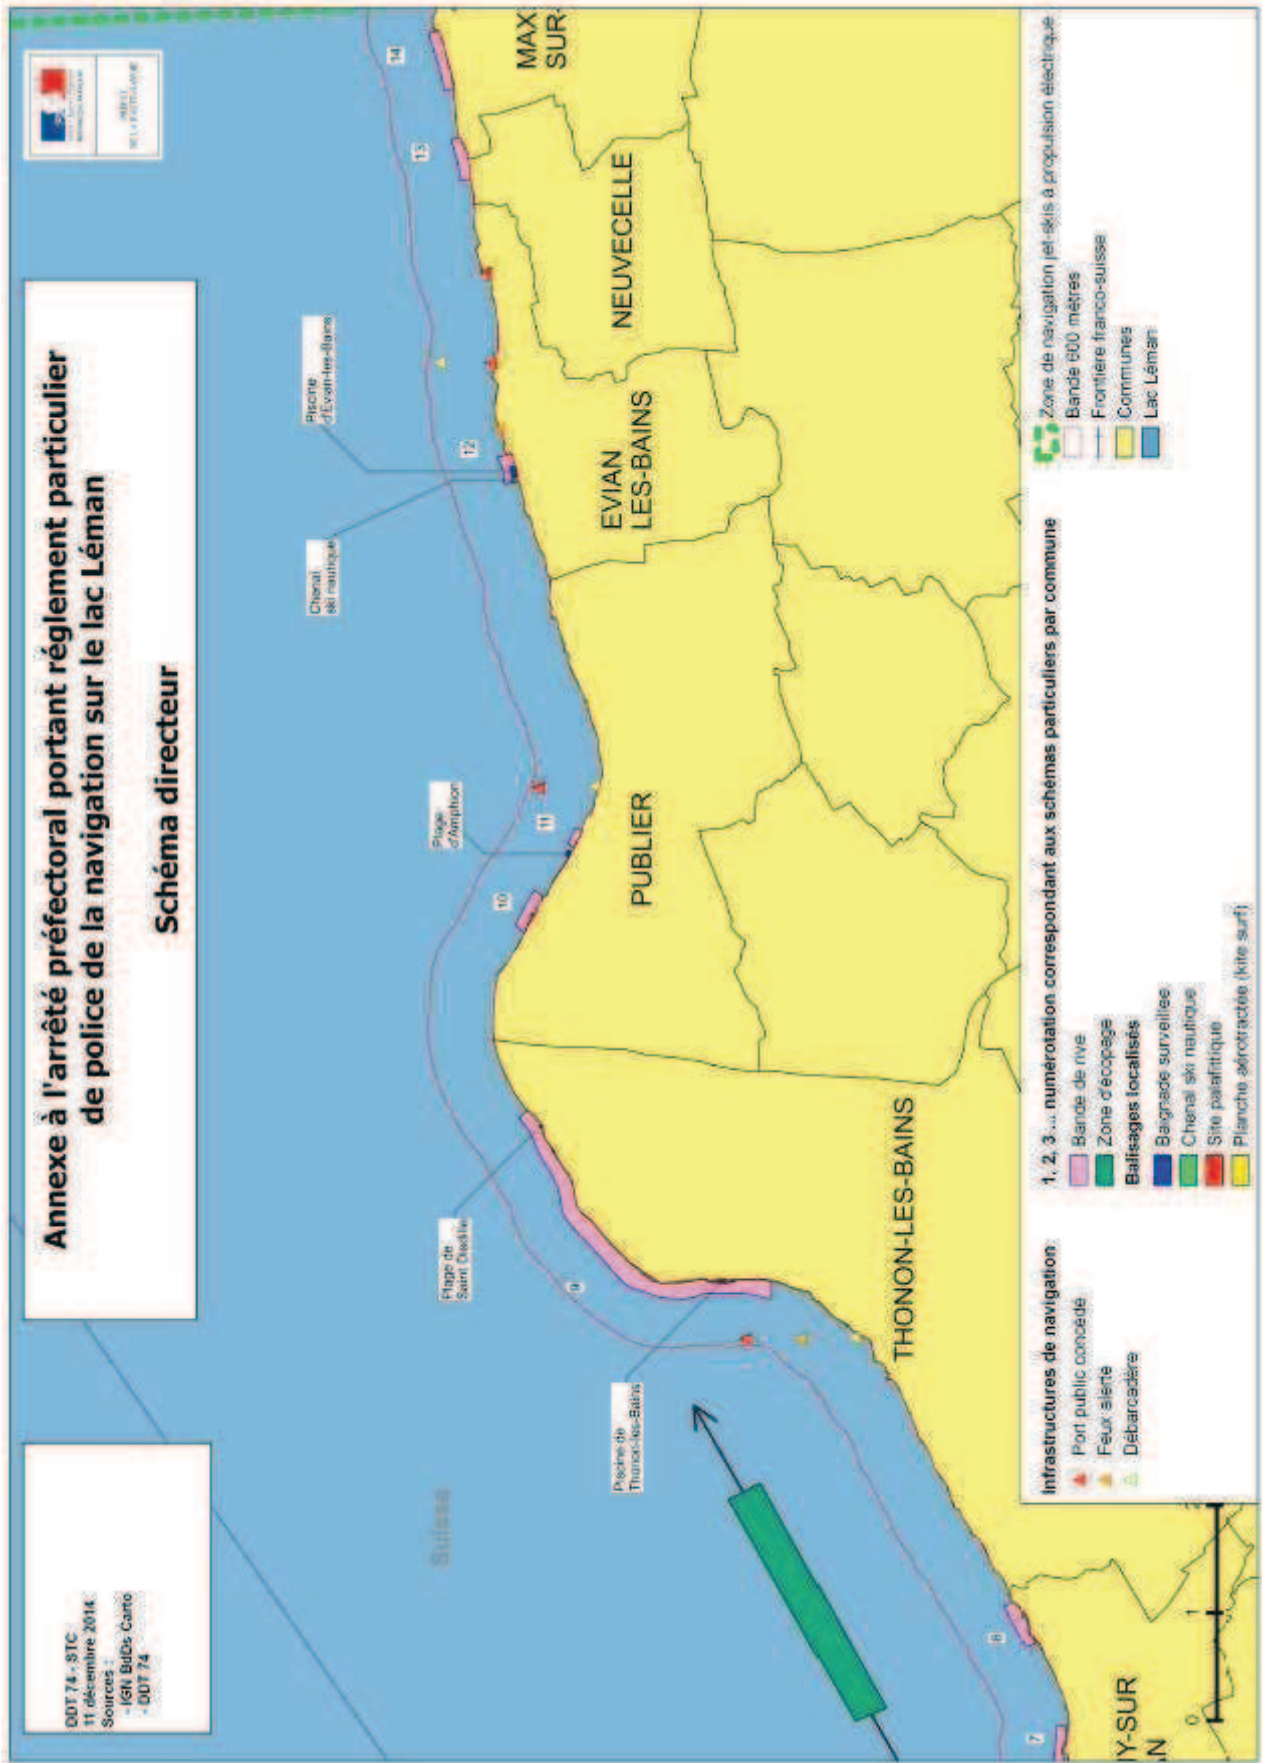 DDT 74 - STC
11 décembre 2014
Sources :
- IGN BdDs Carto
- DDT 74
Annexe à l'arrêté préfectoral portant réglement particulier
de police de la navigation sur le lac Léman
Schéma directeur
Suisse
Piscine de
Thonon-les-Bains
Plage de
Saint Disdille
Plage
d'Amphion
Chenal
ski nautique
Piscine
d'Evian-les-Bains
7
8
9
10
11
12
13
14
Y-SUR
AN
THONON-LES-BAINS
PUBLIER
EVIAN
LES-BAINS
NEUVECELLE
MAX
SUR-
0 1 2
Infrastructures de navigation
Port public concédé
Feux alerte
Débarcadère
1, 2, 3 ... numérotation correspondant aux schémas particuliers par commune
Bande de rive
Zone d'écopage
Balisages localisés
Baignade surveillée
Chenal ski nautique
Site palafittique
Planche aérotractée (kite surf)
Zone de navigation jet-skis à propulsion électrique
Bande 600 mètres
Frontière franco-suisse
Communes
Lac Léman